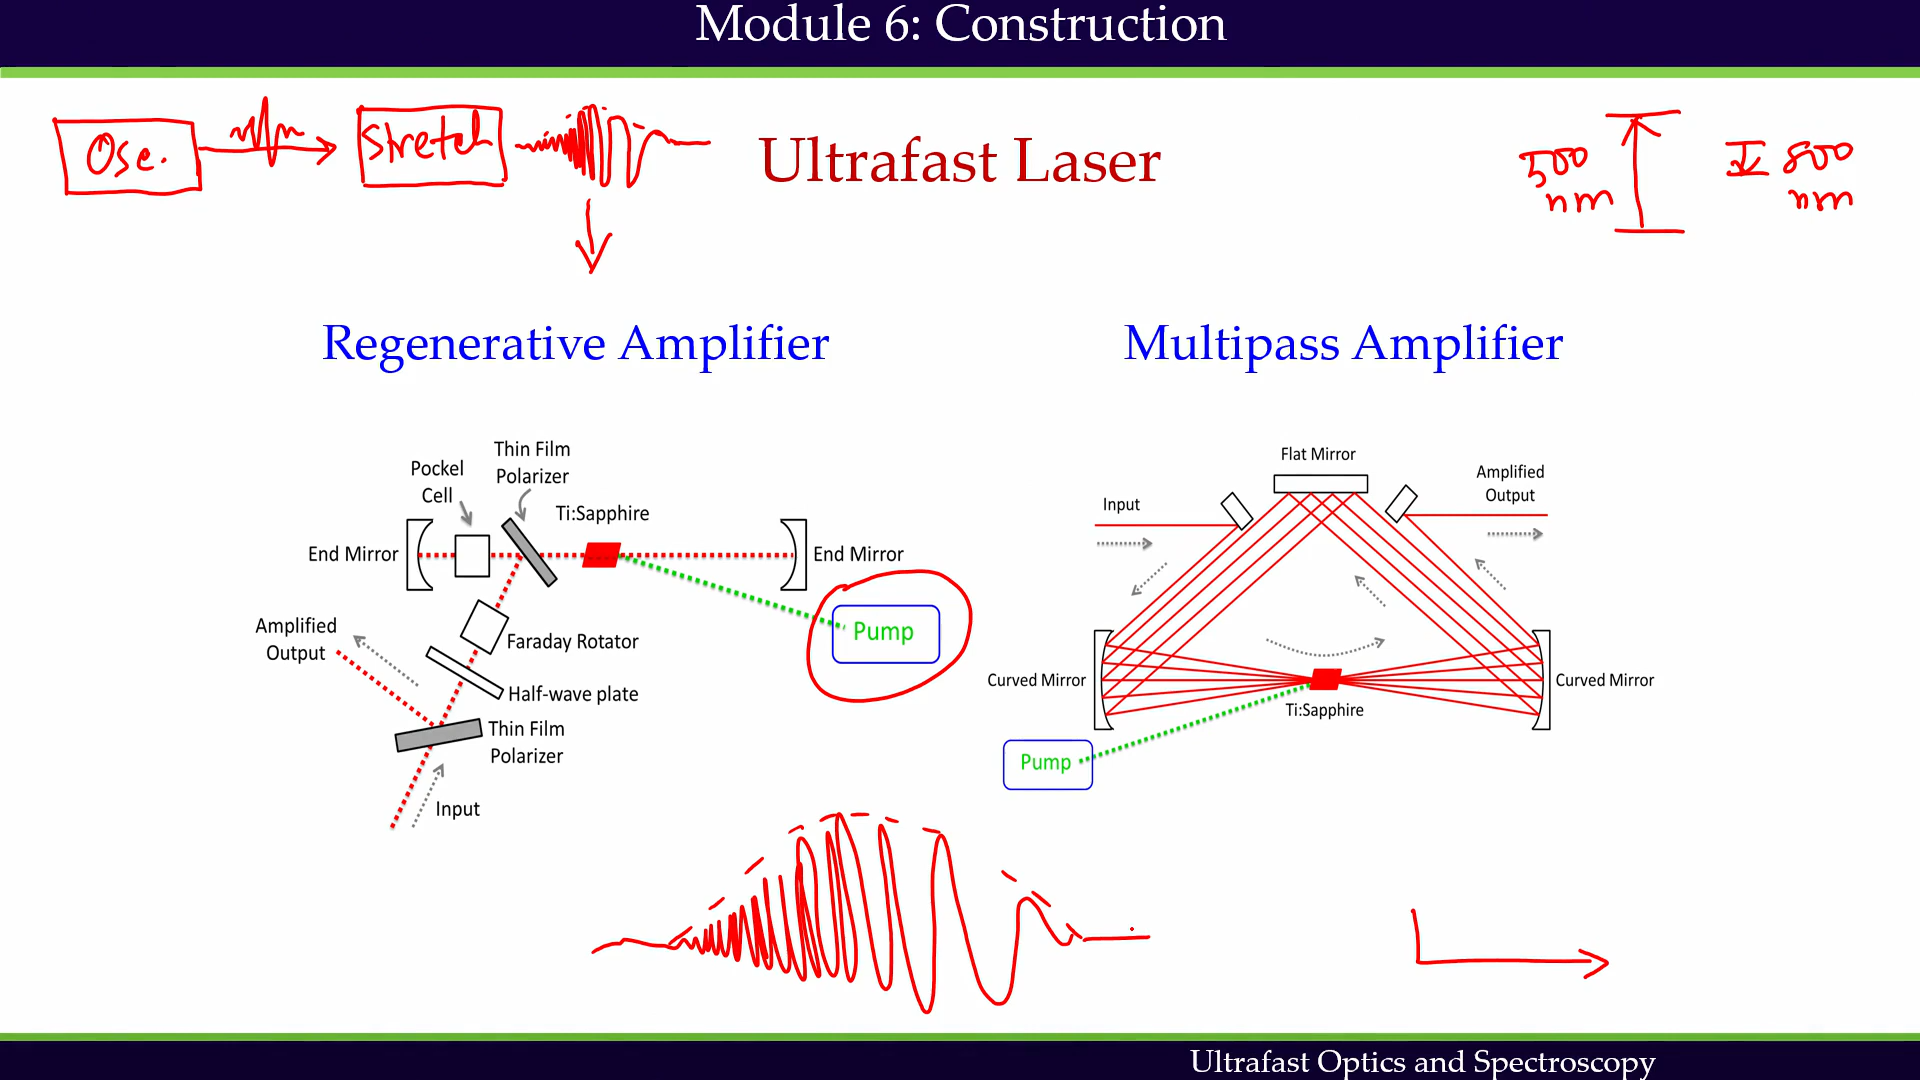 Module 6: Construction
Osc.
Stretch
Ultrafast Laser
500
nm
800
nm
Regenerative Amplifier
Multipass Amplifier
Thin Film
Polarizer
Pockel
Cell
Ti:Sapphire
End Mirror
End Mirror
Pump
Amplified
Output
Faraday Rotator
Half-wave plate
Thin Film
Polarizer
Input
Flat Mirror
Input
Amplified
Output
Curved Mirror
Curved Mirror
Ti:Sapphire
Pump
Ultrafast Optics and Spectroscopy